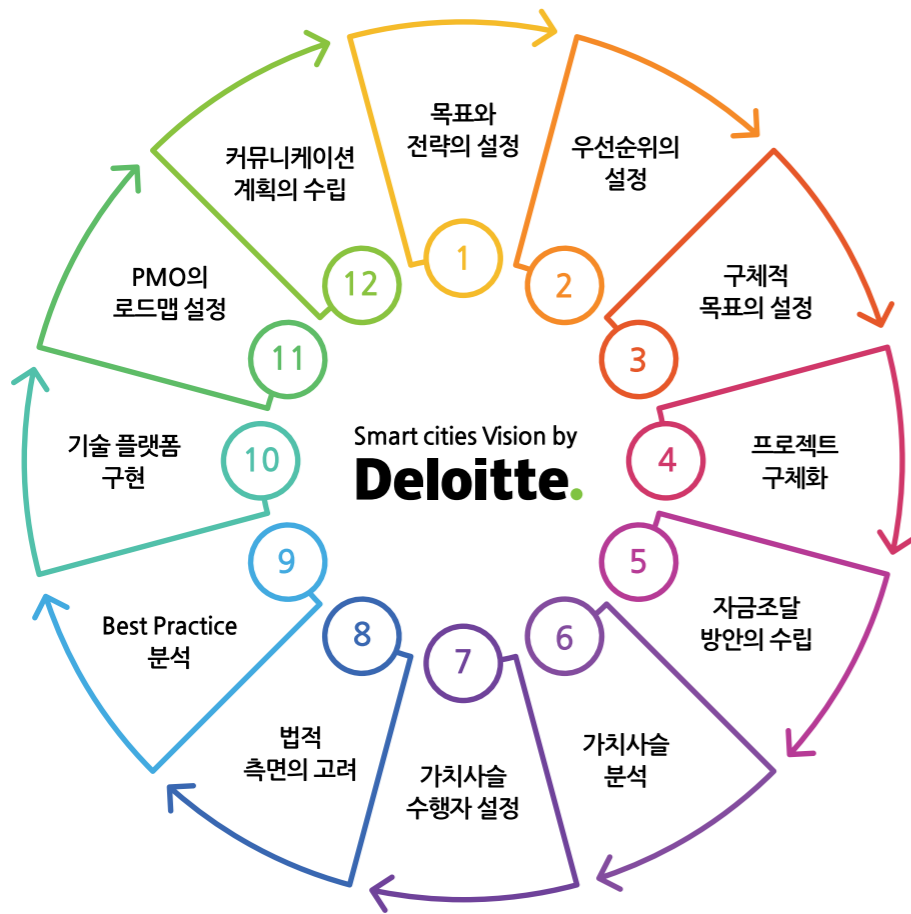 목표와
전략의 설정
1
우선순위의
설정
2
구체적
목표의 설정
3
프로젝트
구체화
4
자금조달
방안의 수립
5
가치사슬
분석
6
가치사슬
수행자 설정
7
법적
측면의 고려
8
Best Practice
분석
9
기술 플랫폼
구현
10
PMO의
로드맵 설정
11
커뮤니케이션
계획의 수립
12
Smart cities Vision by
Deloitte.